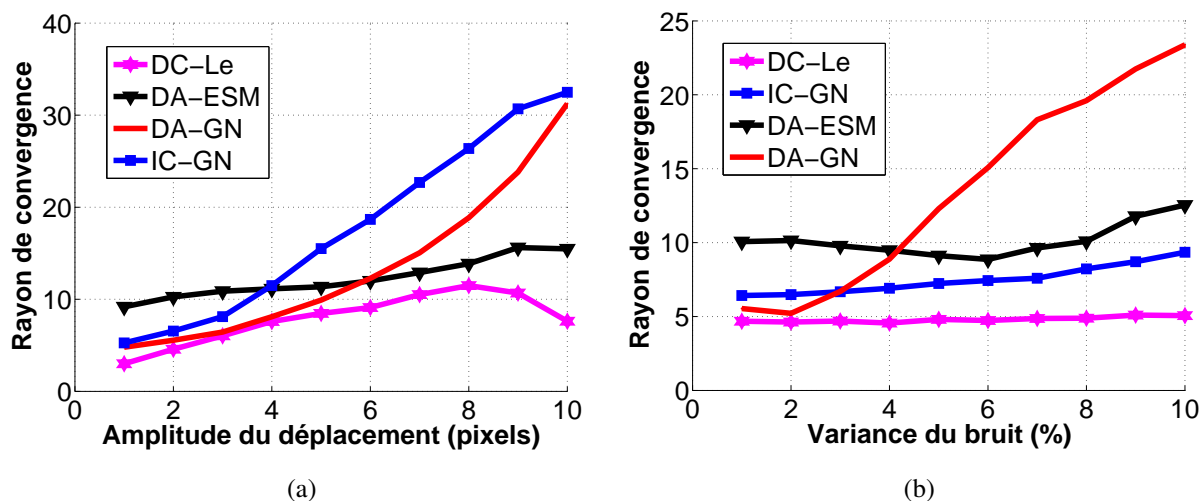 40
30
20
10
0
Rayon de convergence
DC-Le
DA-ESM
DA-GN
IC-GN
0 2 4 6 8 10
Amplitude du déplacement (pixels)
(a)
25
20
15
10
5
0
Rayon de convergence
DC-Le
IC-GN
DA-ESM
DA-GN
0 2 4 6 8 10
Variance du bruit (%)
(b)